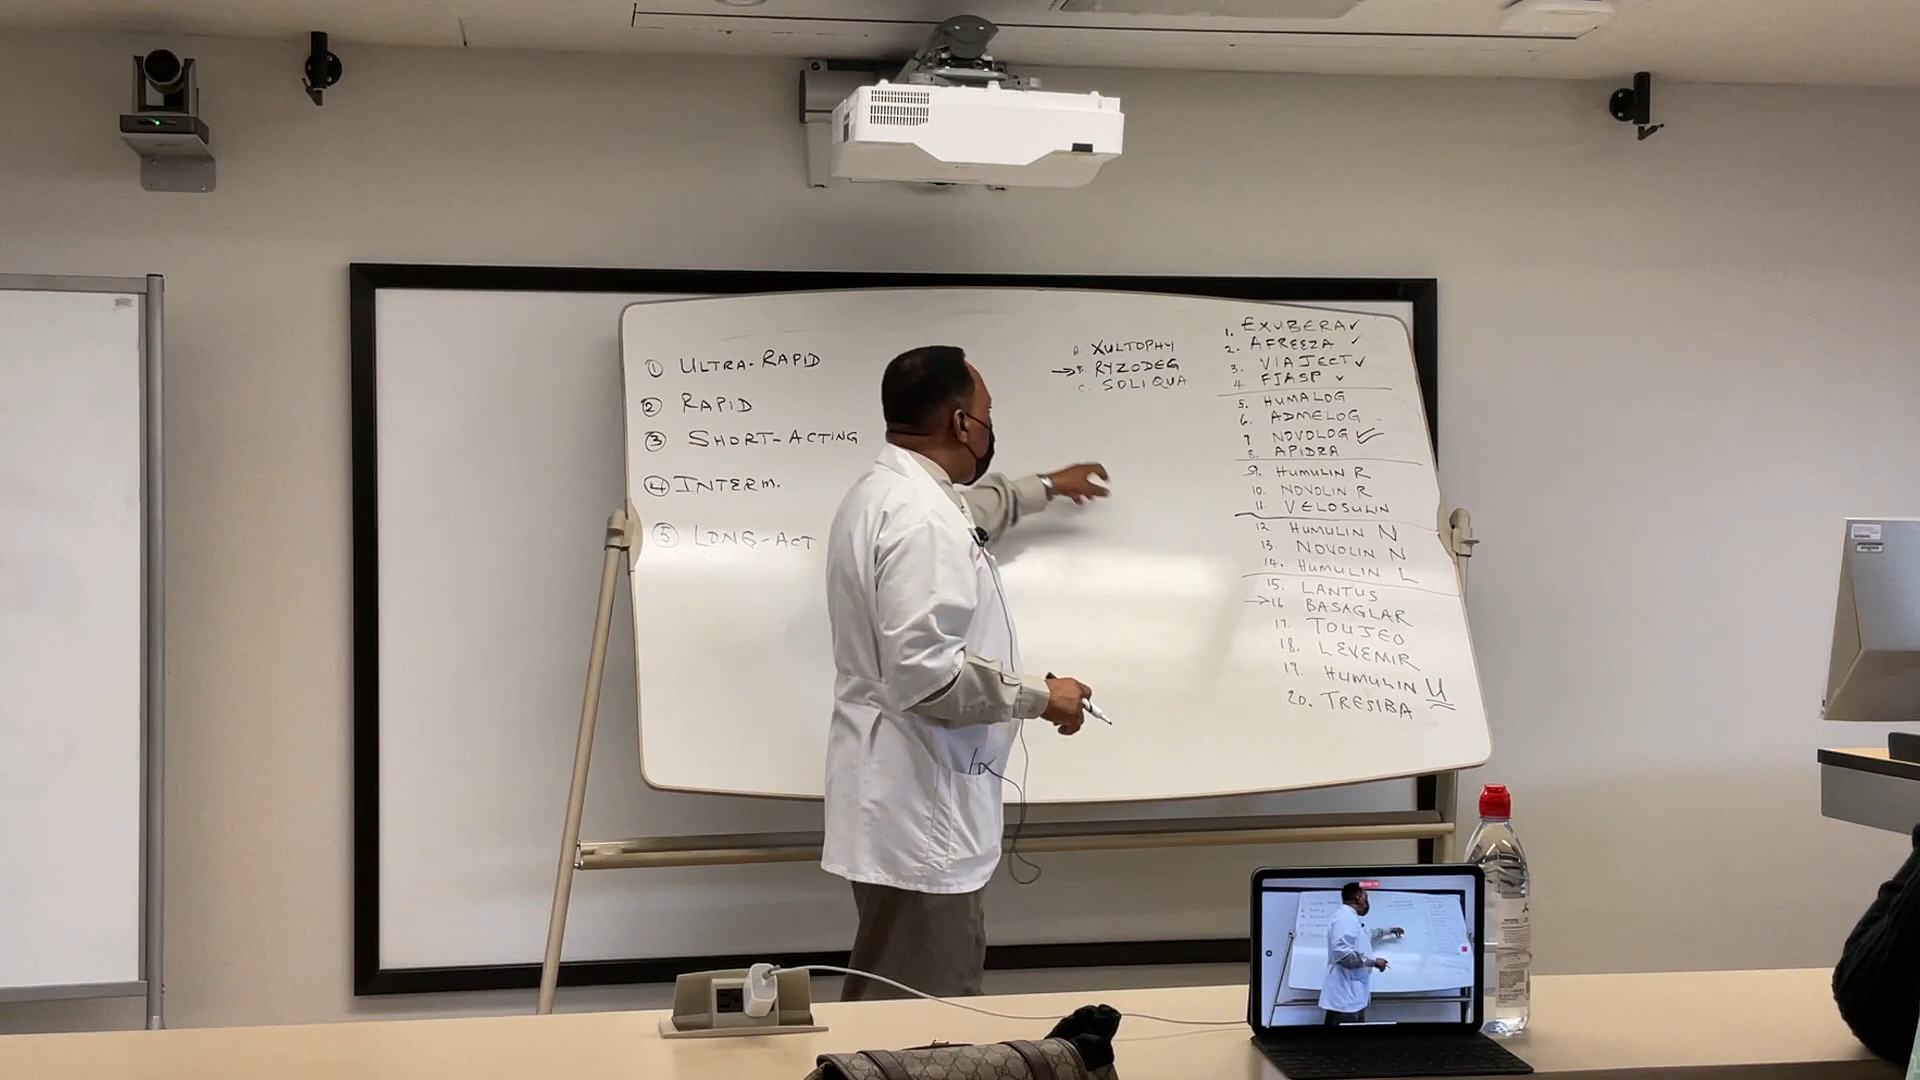 ① ULTRA-RAPID
② RAPID
③ SHORT-ACTING
④ INTERM.
⑤ LONG-ACT
A. XULTOPHY
→ B. RYZODEG
C. SOLIQUA
1. EXUBERA ✓
2. AFREEZA ✓
3. VIAJECT ✓
4. FIASP ✓
5. HUMALOG
6. ADMELOG
7. NOVOLOG ✓
8. APIDRA
9. HUMULIN R
10. NOVOLIN R
11. VELOSULIN
12. HUMULIN N
13. NOVOLIN N
14. HUMULIN L
15. LANTUS
→ 16. BASAGLAR
17. TOUJEO
18. LEVEMIR
19. HUMULIN U
20. TRESIBA